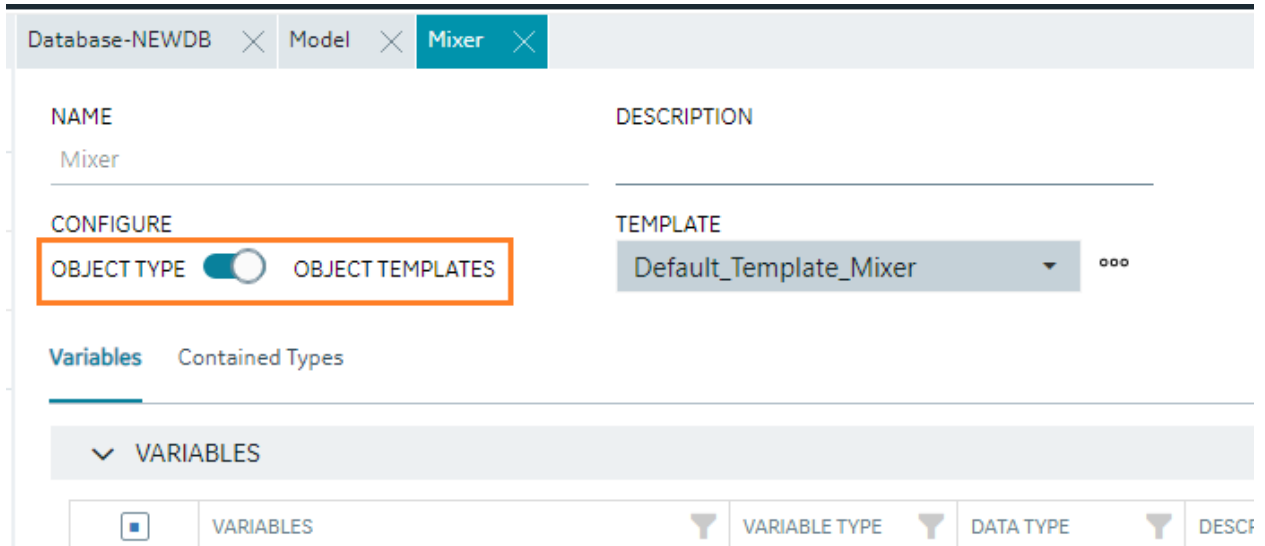 Database-NEWDB Model Mixer
NAME DESCRIPTION
Mixer
CONFIGURE TEMPLATE
OBJECT TYPE OBJECT TEMPLATES Default_Template_Mixer
Variables Contained Types
VARIABLES
VARIABLES VARIABLE TYPE DATA TYPE